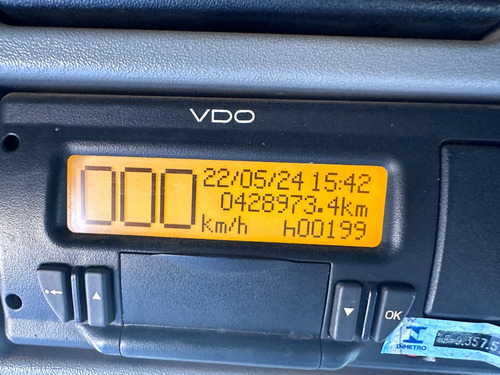 VDO
000 22/05/24 15:42
0428973.4km
km/h h00199
OK
INMETRO